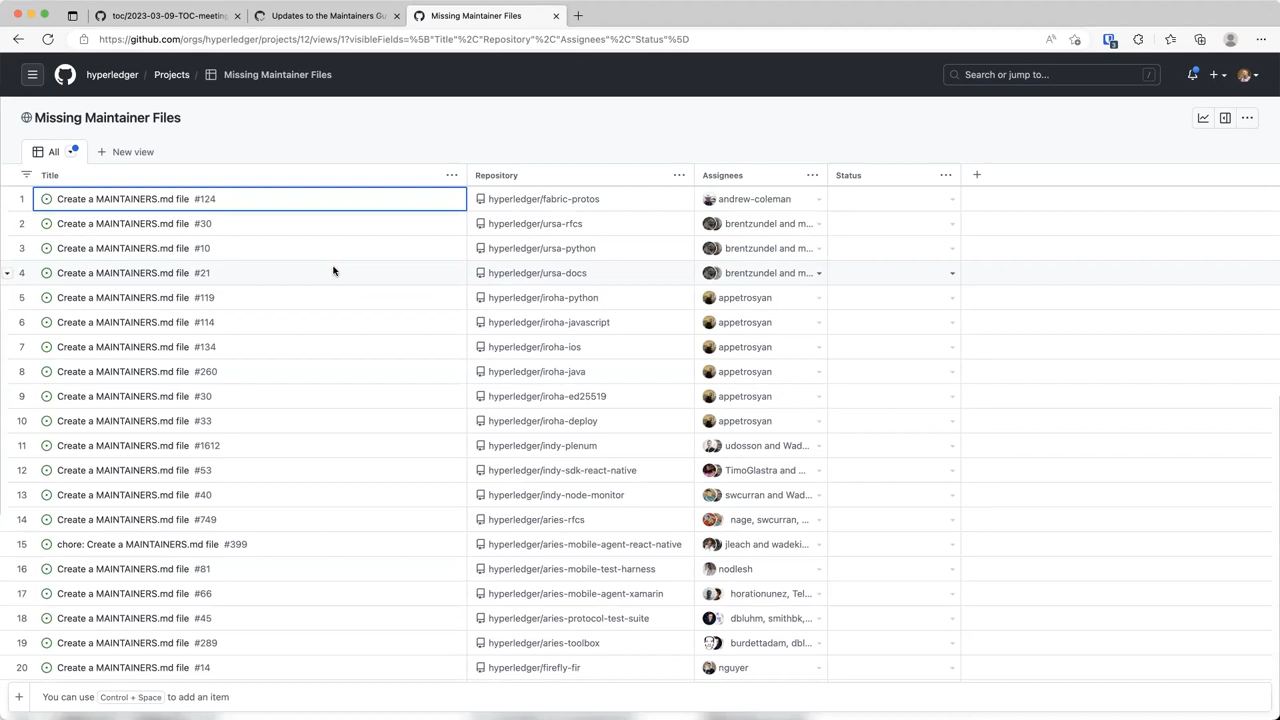 toc/2023-03-09-TOC-meeting
Updates to the Maintainers Gu
Missing Maintainer Files
https://github.com/orgs/hyperledger/projects/12/views/1?visibleFields=%5B"Title"%2C"Repository"%2C"Assignees"%2C"Status"%5D
hyperledger Projects Missing Maintainer Files
Search or jump to... /
Missing Maintainer Files
All
New view
Title Repository Assignees Status
1 Create a MAINTAINERS.md file #124 hyperledger/fabric-protos andrew-coleman
2 Create a MAINTAINERS.md file #30 hyperledger/ursa-rfcs brentzundel and m...
3 Create a MAINTAINERS.md file #10 hyperledger/ursa-python brentzundel and m...
4 Create a MAINTAINERS.md file #21 hyperledger/ursa-docs brentzundel and m...
5 Create a MAINTAINERS.md file #119 hyperledger/iroha-python appetrosyan
6 Create a MAINTAINERS.md file #114 hyperledger/iroha-javascript appetrosyan
7 Create a MAINTAINERS.md file #134 hyperledger/iroha-ios appetrosyan
8 Create a MAINTAINERS.md file #260 hyperledger/iroha-java appetrosyan
9 Create a MAINTAINERS.md file #30 hyperledger/iroha-ed25519 appetrosyan
10 Create a MAINTAINERS.md file #33 hyperledger/iroha-deploy appetrosyan
11 Create a MAINTAINERS.md file #1612 hyperledger/indy-plenum udosson and Wad...
12 Create a MAINTAINERS.md file #53 hyperledger/indy-sdk-react-native TimoGlastra and ...
13 Create a MAINTAINERS.md file #40 hyperledger/indy-node-monitor swcurran and Wad...
14 Create a MAINTAINERS.md file #749 hyperledger/aries-rfcs nage, swcurran, ...
15 chore: Create a MAINTAINERS.md file #399 hyperledger/aries-mobile-agent-react-native jleach and wadeki...
16 Create a MAINTAINERS.md file #81 hyperledger/aries-mobile-test-harness nodlesh
17 Create a MAINTAINERS.md file #66 hyperledger/aries-mobile-agent-xamarin horationunez, Tel...
18 Create a MAINTAINERS.md file #45 hyperledger/aries-protocol-test-suite dbluhm, smithbk,...
19 Create a MAINTAINERS.md file #289 hyperledger/aries-toolbox burdettadam, dbl...
20 Create a MAINTAINERS.md file #14 hyperledger/firefly-fir nguyer
You can use Control + Space to add an item